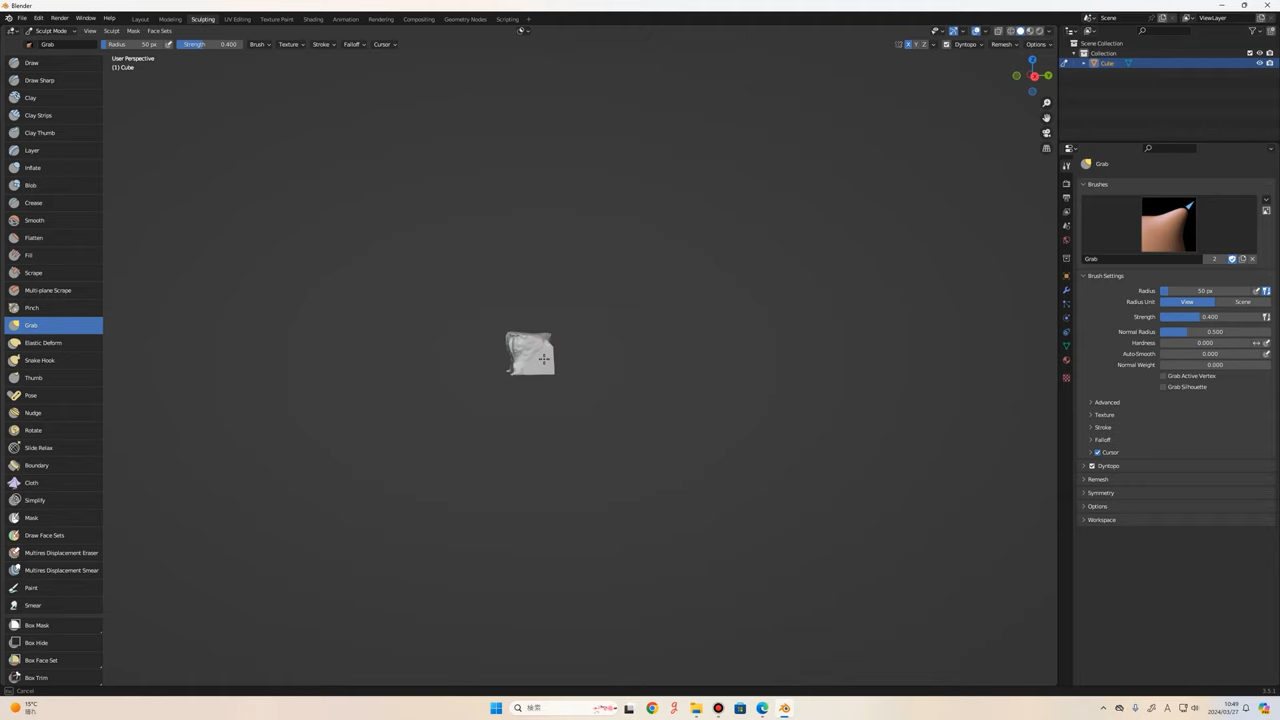 Blender
File Edit Render Window Help Layout Modeling Sculpting UV Editing Texture Paint Shading Animation Rendering Compositing Geometry Nodes Scripting Scene ViewLayer
Sculpt Mode View Sculpt Mask Face Sets
Grab Radius 50 px Strength 0.400 Brush Texture Stroke Falloff Cursor X Y Z Dyntopo Remesh Options
User Perspective
(1) Cube
Scene Collection
Collection
Cube
Z
Y
X
Draw
Draw Sharp
Clay
Clay Strips
Clay Thumb
Layer
Inflate
Blob
Crease
Smooth
Flatten
Fill
Scrape
Multi-plane Scrape
Pinch
Grab
Elastic Deform
Snake Hook
Thumb
Pose
Nudge
Rotate
Slide Relax
Boundary
Cloth
Simplify
Mask
Draw Face Sets
Multires Displacement Eraser
Multires Displacement Smear
Paint
Smear
Box Mask
Box Hide
Box Face Set
Box Trim
Grab
Brushes
Grab 2
Brush Settings
Radius 50 px
Radius Unit View Scene
Strength 0.400
Normal Radius 0.500
Hardness 0.000
Auto-Smooth 0.000
Normal Weight 0.000
Grab Active Vertex
Grab Silhouette
Advanced
Texture
Stroke
Falloff
Cursor
Dyntopo
Remesh
Symmetry
Options
Workspace
Cancel 3.5.1
15°C
晴れ
検索
A
10:49
2024/03/27